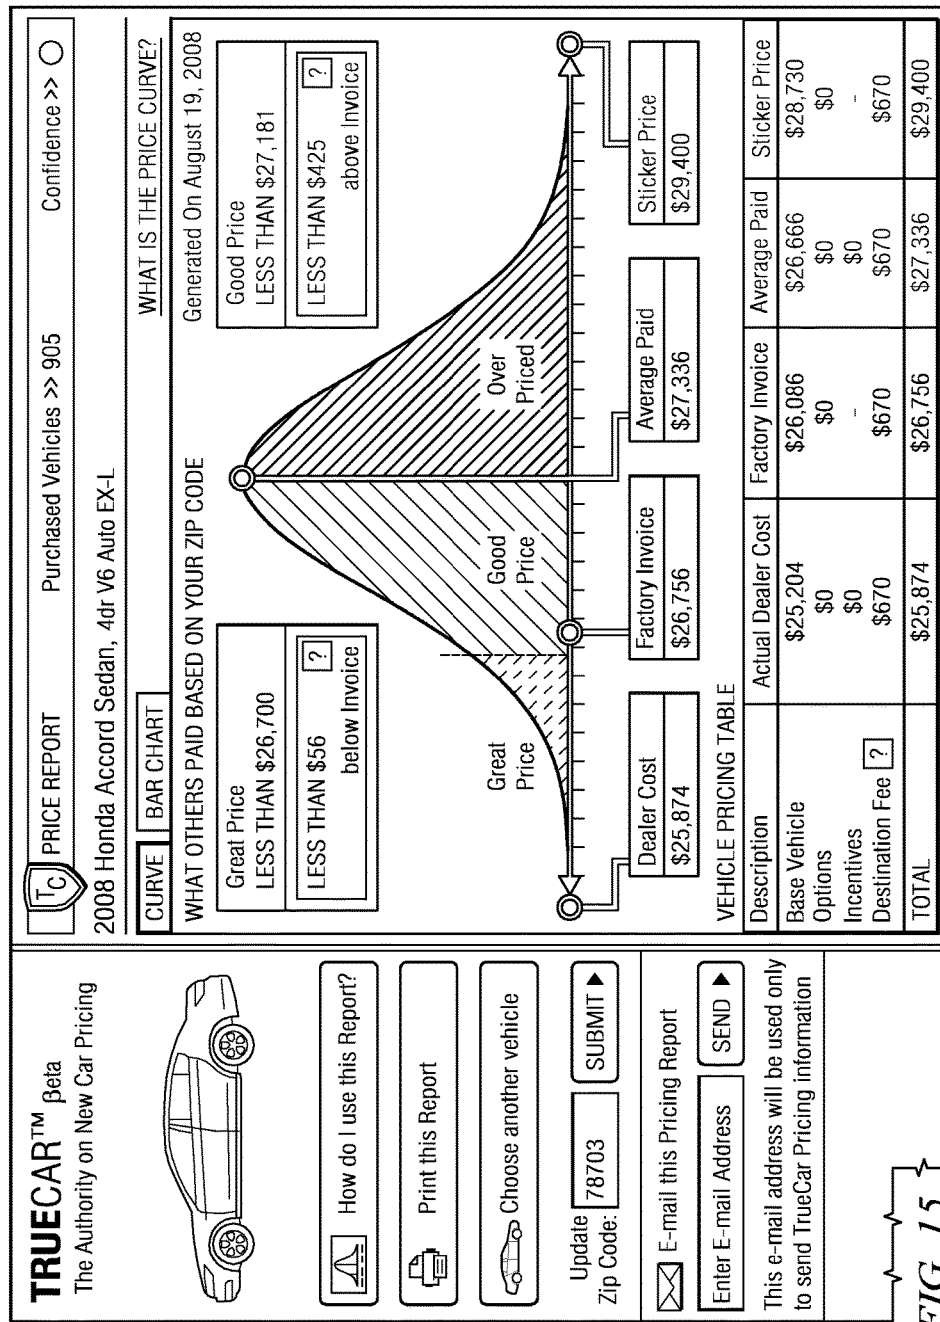 TRUECAR™ βeta
The Authority on New Car Pricing
How do I use this Report?
Print this Report
Choose another vehicle
Update
Zip Code:
78703
SUBMIT
E-mail this Pricing Report
Enter E-mail Address
SEND
This e-mail address will be used only
to send TrueCar Pricing information
TC
PRICE REPORT
Purchased Vehicles >> 905
Confidence >>
2008 Honda Accord Sedan, 4dr V6 Auto EX-L
CURVE
BAR CHART
WHAT IS THE PRICE CURVE?
WHAT OTHERS PAID BASED ON YOUR ZIP CODE
Generated On August 19, 2008
Great Price
LESS THAN $26,700
LESS THAN $56 ?
below Invoice
Good Price
LESS THAN $27,181
LESS THAN $425 ?
above Invoice
Great
Price
Good
Price
Over
Priced
Dealer Cost
$25,874
Factory Invoice
$26,756
Average Paid
$27,336
Sticker Price
$29,400
VEHICLE PRICING TABLE
Description Actual Dealer Cost Factory Invoice Average Paid Sticker Price
Base Vehicle $25,204 $26,086 $26,666 $28,730
Options $0 $0 $0 $0
Incentives $0 - $0 -
Destination Fee ? $670 $670 $670 $670
TOTAL $25,874 $26,756 $27,336 $29,400
FIG. 15